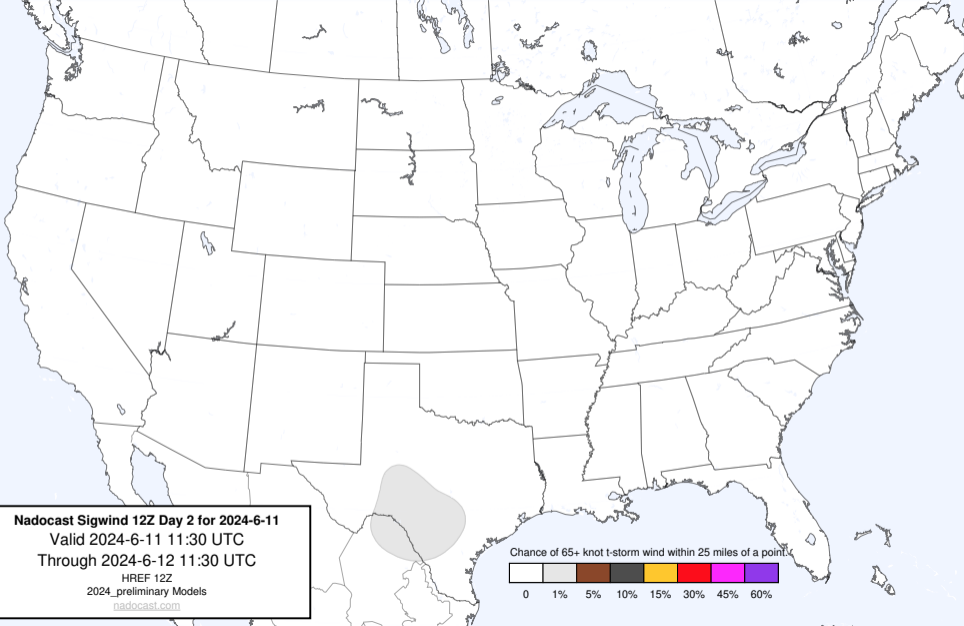 Nadocast Sigwind 12Z Day 2 for 2024-6-11
Valid 2024-6-11 11:30 UTC
Through 2024-6-12 11:30 UTC
HREF 12Z
2024_preliminary Models
nadocast.com
Chance of 65+ knot t-storm wind within 25 miles of a point.
0 1% 5% 10% 15% 30% 45% 60%